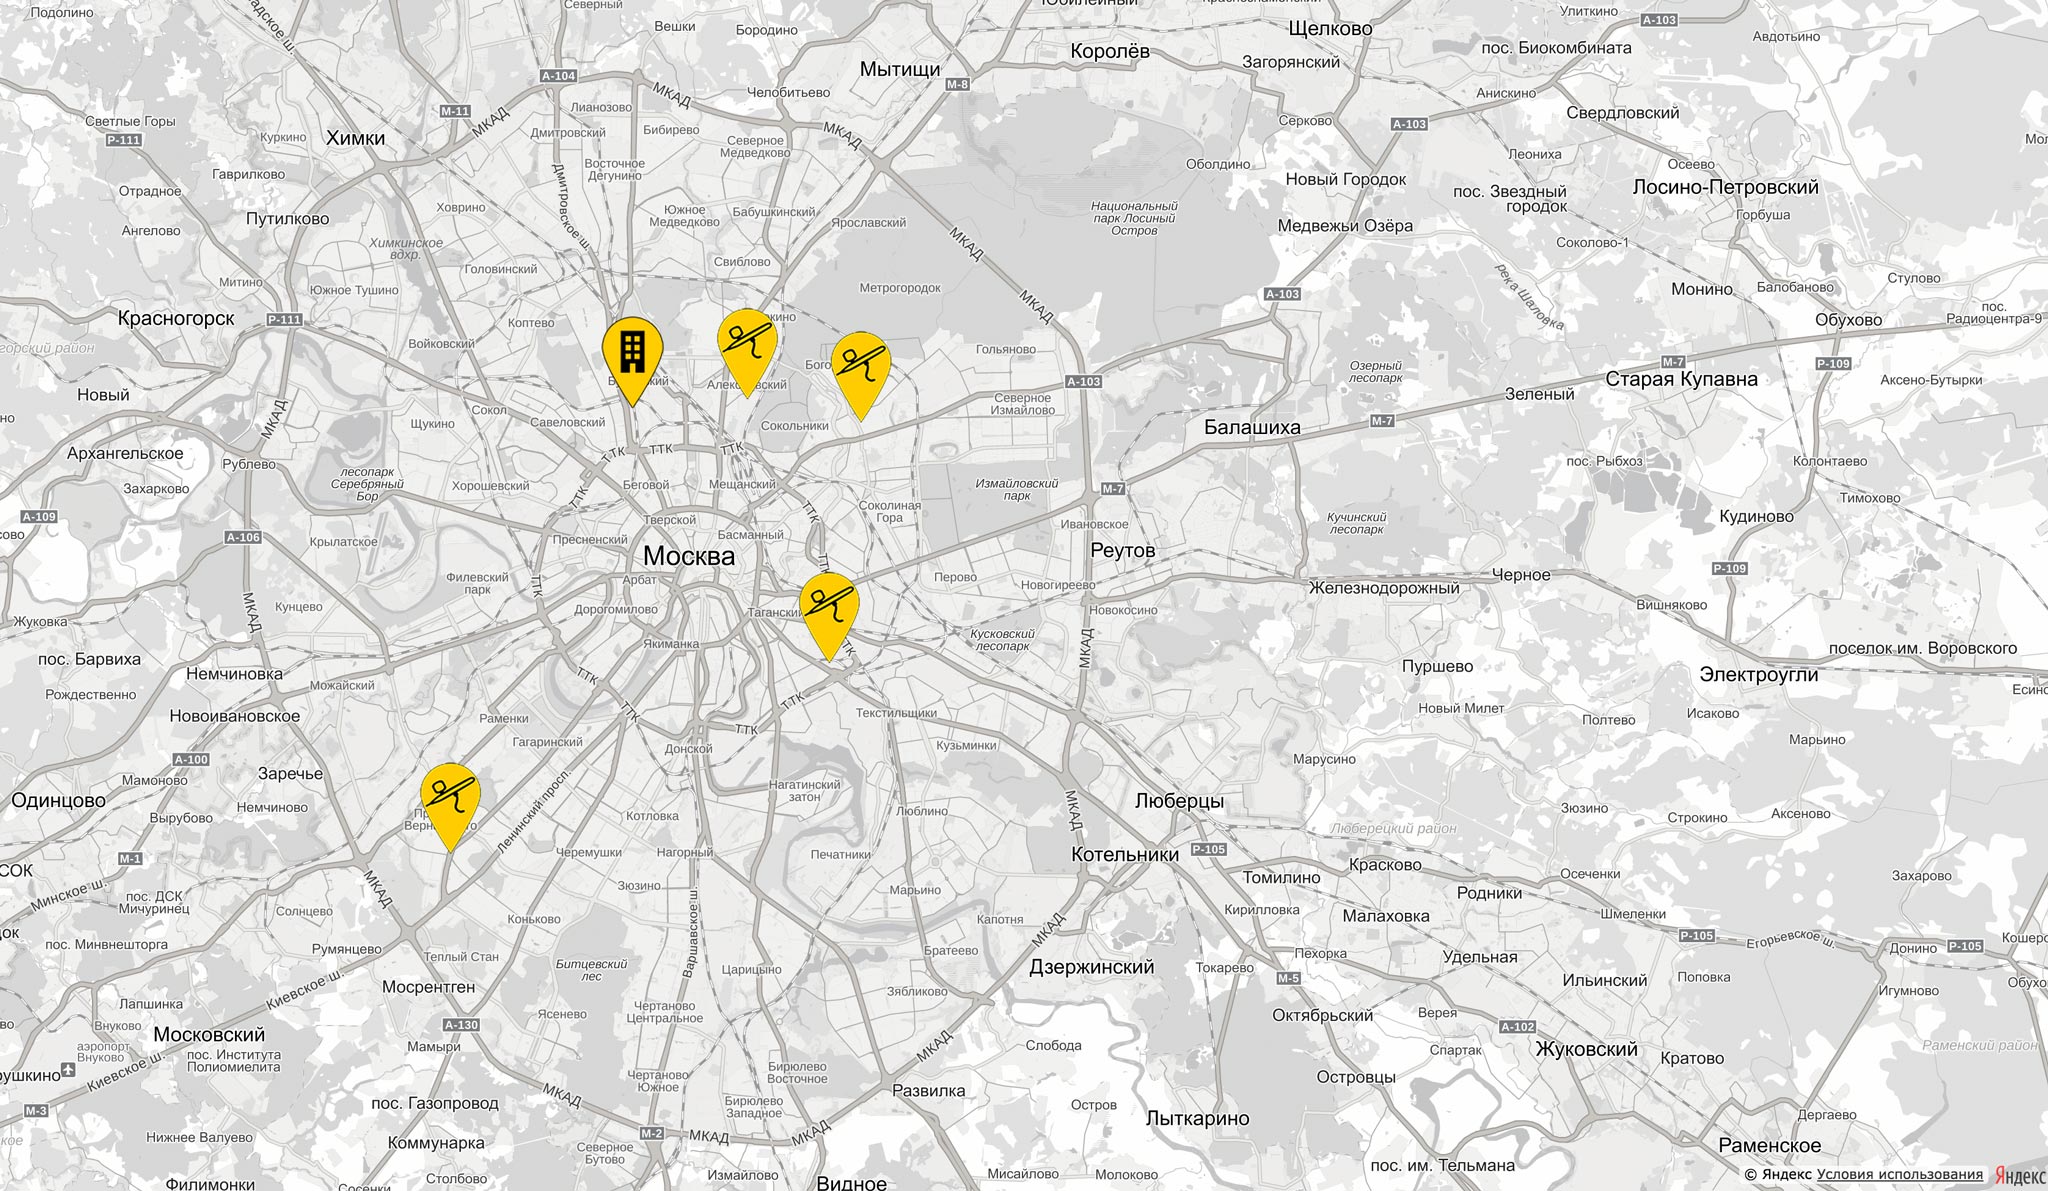 Подолино
Северный
Вешки
Бородино
Юбилейный
Щелково
Улиткино
А-103
Авдотьино
Мытищи
Королёв
Загорянский
пос. Биокомбината
А-104
МКАД
М-8
Челобитьево
Анискино
Свердловский
Светлые Горы
Р-111
М-11
МКАД
Лианозово
Дмитровский
Бибирево
Северное
Медведково
МКАД
Серково
А-103
Куркино
Химки
Леониха
Осеево
Гаврилково
Восточное
Дегунино
Оболдино
Новый Городок
пос. Звездный
городок
Лосино-Петровский
Отрадное
Путилково
Ховрино
Дмитровское ш.
Южное
Медведково
Бабушкинский
Ярославский
Национальный
парк Лосиный
Остров
Медвежьи Озёра
Горбуша
Ангелово
Химкинское
вдхр.
МКАД
Соколово-1
Свиблово
Головинский
Митино
Южное Тушино
Метрогородок
МКАД
А-103
река Шаловка
Монино
Балобаново
Стулово
Красногорск
Р-111
Коптево
пос.
Радиоцентра-9
Обухово
Войковский
Гольяново
М-7
Р-109
Новый
А-103
Озерный
лесопарк
Старая Купавна
Аксено-Бутырки
МКАД
Сокол
Щукино
Савеловский
Сокольники
Северное
Измайлово
Зеленый
Балашиха
М-7
Архангельское
Рублево
ТТК
ТТК
ТТК
пос. Рыбхоз
Колонтаево
Захарково
лесопарк
Серебряный
Бор
Хорошевский
Беговой
Мещанский
Измайловский
парк
М-7
Тимохово
А-109
ТТК
ТТК
Соколиная
Гора
Кучинский
лесопарк
Кудиново
А-106
Крылатское
Пресненский
Тверской
Басманный
Ивановское
Москва
ТТК
Реутов
Р-109
Филевский
парк
ТТК
Арбат
Перово
Новогиреево
Железнодорожный
Черное
Вишняково
МКАД
Кунцево
Дорогомилово
Новокосино
Жуковка
Якиманка
ТТК
Кусковский
лесопарк
МКАД
поселок им. Воровского
пос. Барвиха
Немчиновка
Можайский
ТТК
Пуршево
Электроугли
Рождественно
ТТК
ТТК
Новый Милет
Полтево
Исаково
Новоивановское
Раменки
Гагаринский
ТТК
Донской
Текстильщики
Кузьминки
Марьино
А-100
Заречье
Мамоново
Нагатинский
затон
Марусино
Одинцово
Вырубово
Немчиново
Ленинский просп.
Котловка
Люблино
МКАД
Люберцы
Люберецкий район
Зюзино
Строкино
Аксеново
М-1
Черемушки
Нагорный
Печатники
Котельники
Р-105
Красково
Минское ш.
МКАД
Зюзино
Томилино
Осеченки
Захарово
пос. ДСК
Мичуринец
Солнцево
Коньково
Варшавское ш.
Марьино
Капотня
МКАД
Кирилловка
Малаховка
Родники
Шмеленки
Р-105
Егорьевское ш.
Донино
Р-105
пос. Минвнешторга
Румянцево
Теплый Стан
Битцевский
лес
Царицыно
Братеево
Дзержинский
Токарево
Пехорка
Удельная
М-5
Ильинский
Поповка
Игумново
Киевское ш.
Мосрентген
Зябликово
Лапшинка
Внуково
Московский
А-130
Ясенево
Чертаново
Центральное
Октябрьский
Верея
А-102
аэропорт
Внуково
пос. Института
Полиомиелита
Мамыри
МКАД
Слобода
Спартак
Жуковский
Кратово
Раменский район
Киевское ш.
МКАД
Чертаново
Южное
Бирюлево
Восточное
Развилка
Островцы
М-3
пос. Газопровод
Бирюлево
Западное
Остров
Лыткарино
Дергаево
Нижнее Валуево
Коммунарка
М-2
МКАД
МКАД
Северное
Бутово
Раменское
Филимонки
Столбово
Измайлово
Видное
Мисайлово
Молоково
пос. им. Тельмана
© Яндекс Условия использования
Яндекс